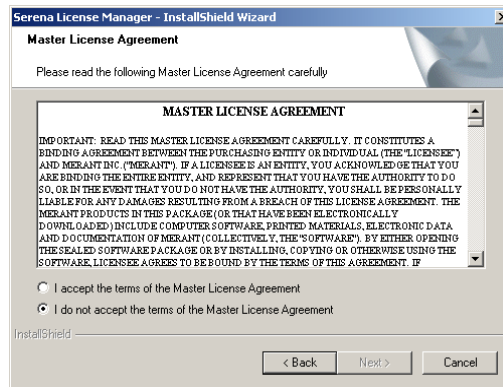 Serena License Manager - InstallShield Wizard
Master License Agreement
Please read the following Master License Agreement carefully
MASTER LICENSE AGREEMENT
IMPORTANT: READ THIS MASTER LICENSE AGREEMENT CAREFULLY. IT CONSTITUTES A
BINDING AGREEMENT BETWEEN THE PURCHASING ENTITY OR INDIVIDUAL (THE "LICENSEE")
AND MERANT INC. ("MERANT"). IF A LICENSEE IS AN ENTITY, YOU ACKNOWLEDGE THAT YOU
ARE BINDING THE ENTIRE ENTITY, AND REPRESENT THAT YOU HAVE THE AUTHORITY TO DO
SO, OR IN THE EVENT THAT YOU DO NOT HAVE THE AUTHORITY, YOU SHALL BE PERSONALLY
LIABLE FOR ANY DAMAGES RESULTING FROM A BREACH OF THIS LICENSE AGREEMENT. THE
MERANT PRODUCTS IN THIS PACKAGE (OR THAT HAVE BEEN ELECTRONICALLY
DOWNLOADED) INCLUDE COMPUTER SOFTWARE, PRINTED MATERIALS, ELECTRONIC DATA
AND DOCUMENTATION OF MERANT (COLLECTIVELY, THE "SOFTWARE"). BY EITHER OPENING
THE SEALED SOFTWARE PACKAGE OR BY INSTALLING, COPYING OR OTHERWISE USING THE
SOFTWARE, LICENSEE AGREES TO BE BOUND BY THE TERMS OF THIS AGREEMENT. IF
I accept the terms of the Master License Agreement
I do not accept the terms of the Master License Agreement
InstallShield
< Back Next > Cancel